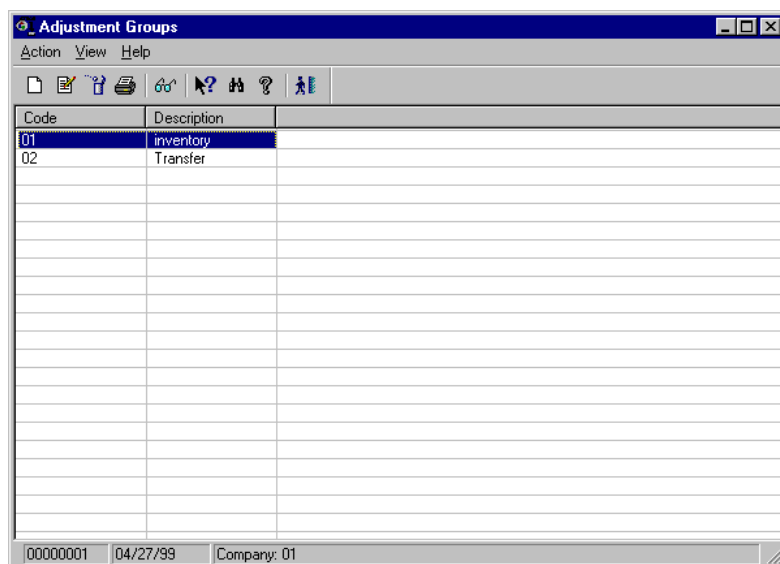 Adjustment Groups
Action View Help
Code Description
01 inventory
02 Transfer
00000001 04/27/99 Company: 01